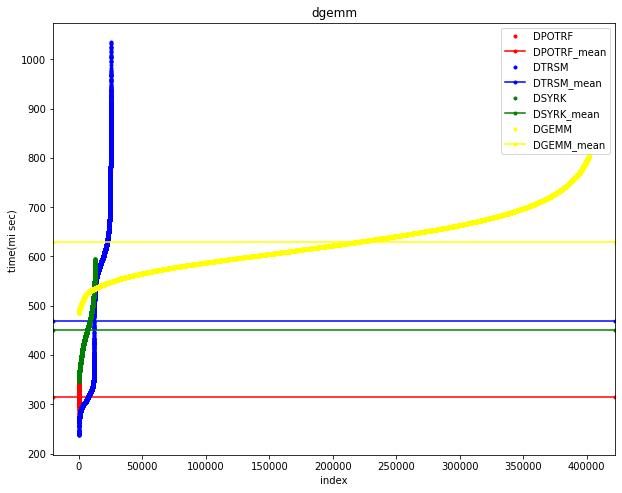 dgemm
DPOTRF
DPOTRF_mean
DTRSM
DTRSM_mean
DSYRK
DSYRK_mean
DGEMM
DGEMM_mean
1000
900
800
700
600
500
400
300
200
time(mi sec)
0 50000 100000 150000 200000 250000 300000 350000 400000
index